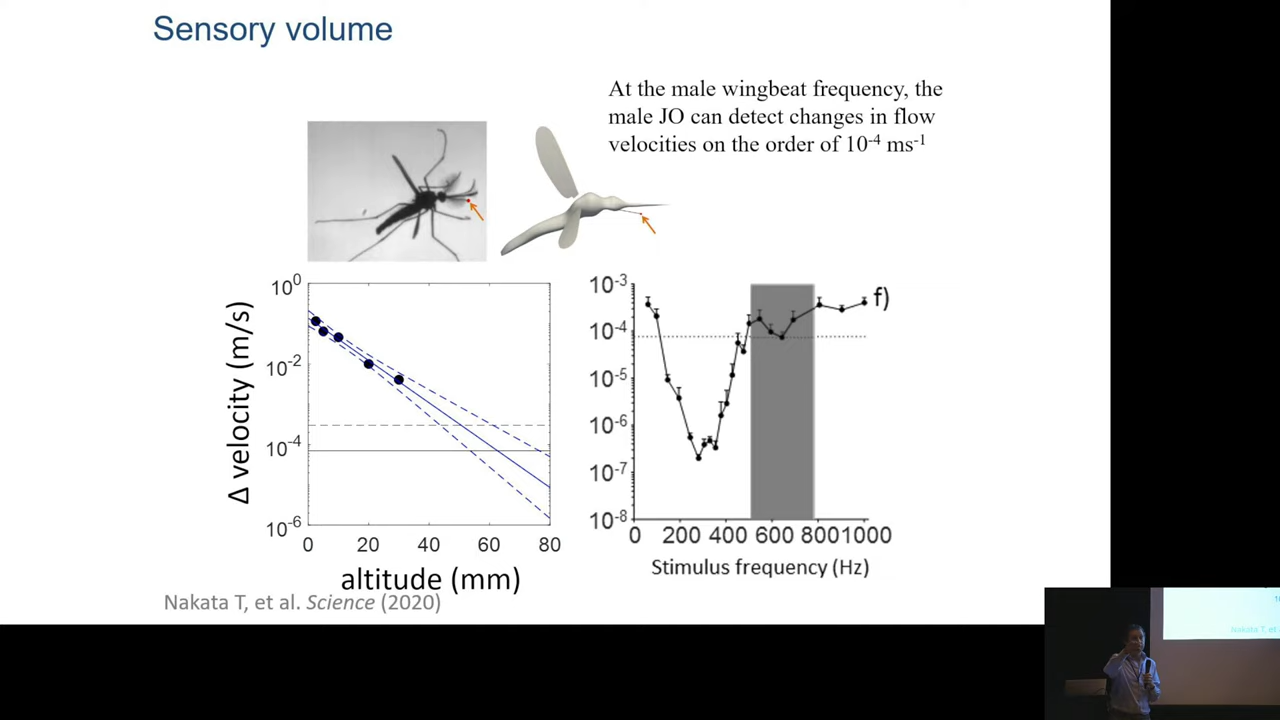 Sensory volume
At the male wingbeat frequency, the
male JO can detect changes in flow
velocities on the order of 10⁻⁴ ms⁻¹
Δ velocity (m/s)
10⁰
10⁻²
10⁻⁴
10⁻⁶
0 20 40 60 80
altitude (mm)
f)
10⁻³
10⁻⁴
10⁻⁵
10⁻⁶
10⁻⁷
10⁻⁸
0 200 400 600 800 1000
Stimulus frequency (Hz)
Nakata T, et al. Science (2020)
Nakata T, et